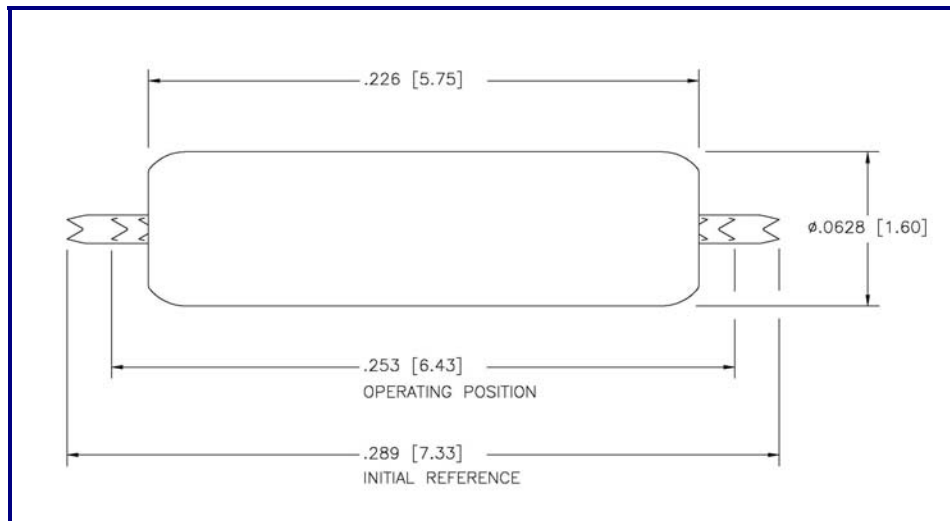 .226 [5.75]
ø.0628 [1.60]
.253 [6.43]
OPERATING POSITION
.289 [7.33]
INITIAL REFERENCE